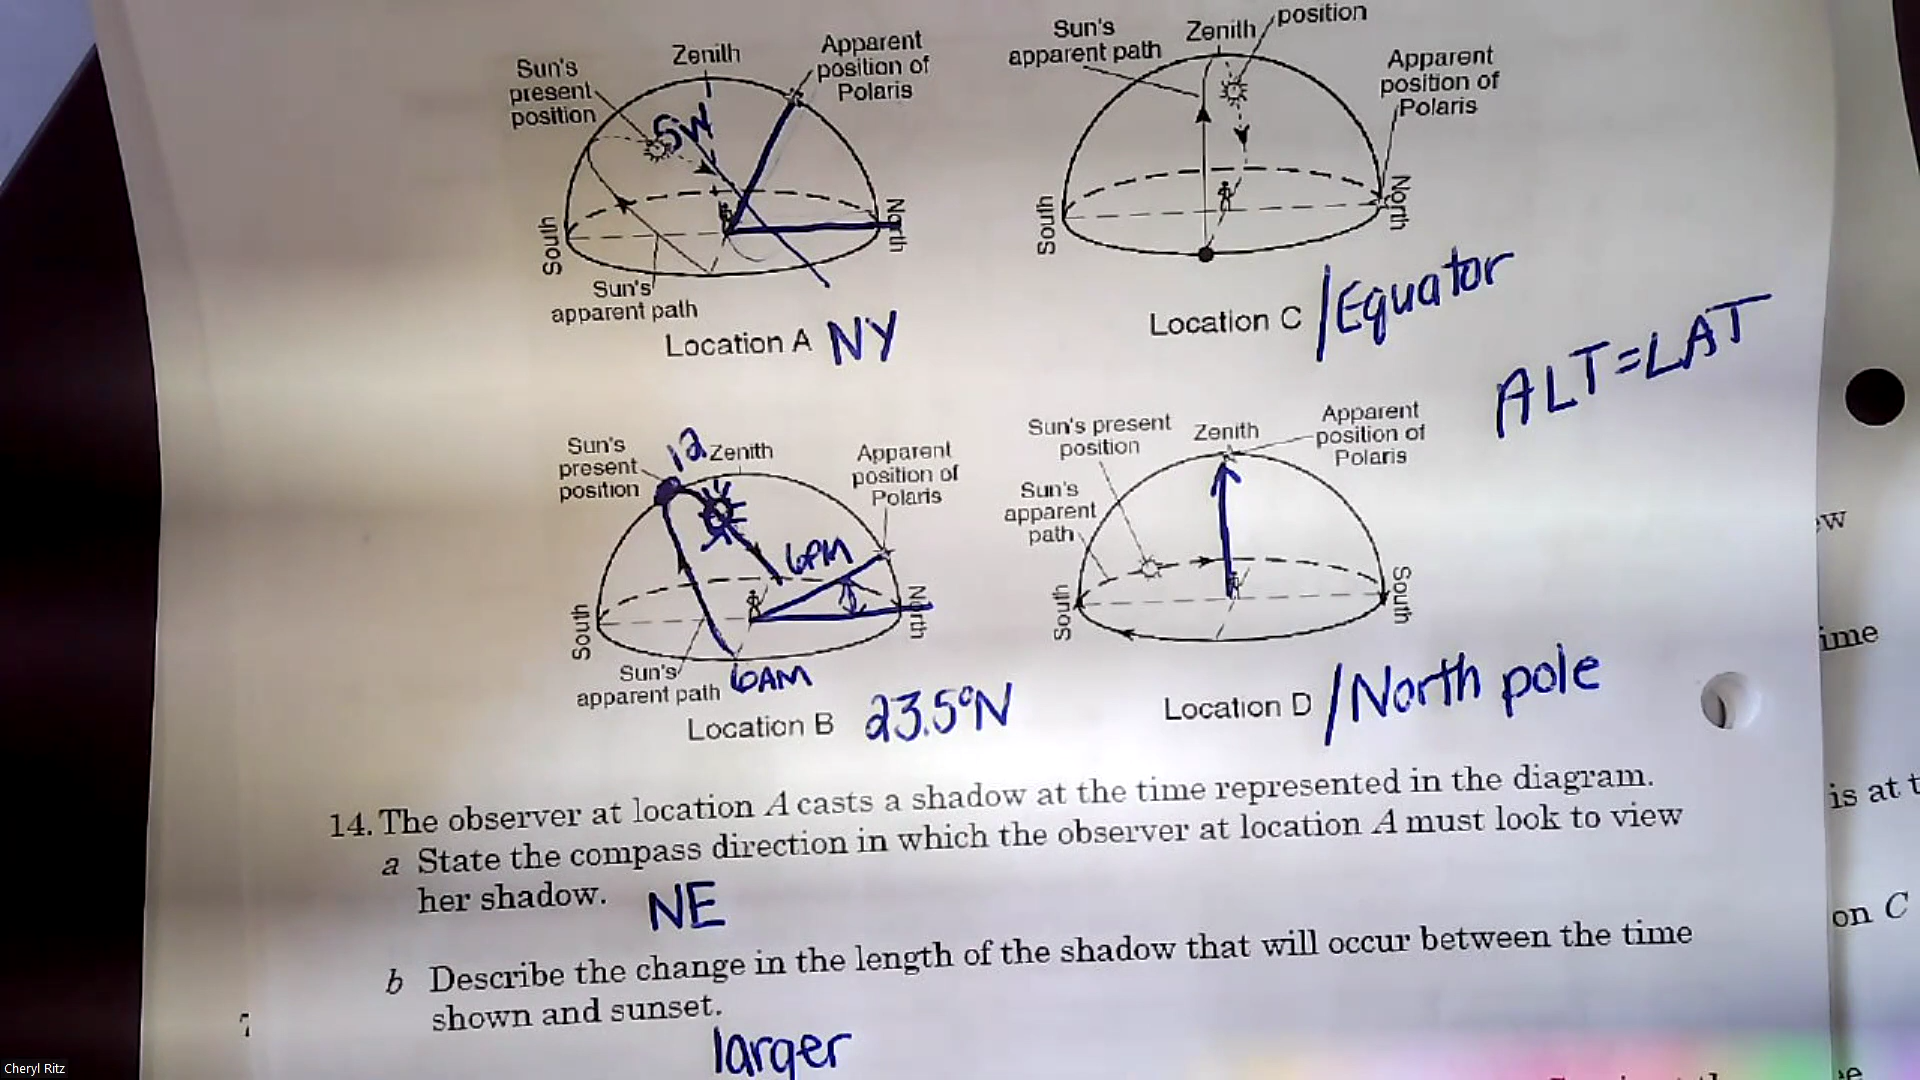 Sun's
present
position
Zenith
Apparent
position of
Polaris
SW
South
North
Sun's
apparent path
Location A NY
Sun's
apparent path
Zenith
position
Apparent
position of
Polaris
South
North
Location C /Equator
ALT=LAT
Sun's
present
position
12 Zenith
Apparent
position of
Polaris
6PM
South
North
Sun's
apparent path 6AM
Location B 23.5°N
Sun's present
position
Zenith
Apparent
position of
Polaris
Sun's
apparent
path
South
South
Location D /North pole
14. The observer at location A casts a shadow at the time represented in the diagram.
a State the compass direction in which the observer at location A must look to view
her shadow. NE
b Describe the change in the length of the shadow that will occur between the time
shown and sunset.
larger
is at
on C
Cheryl Ritz